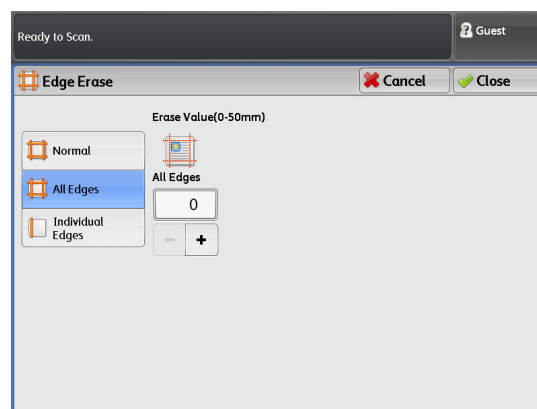 Ready to Scan.
Guest
Edge Erase
Cancel
Close
Erase Value(0-50mm)
Normal
All Edges
Individual
Edges
All Edges
0
- +